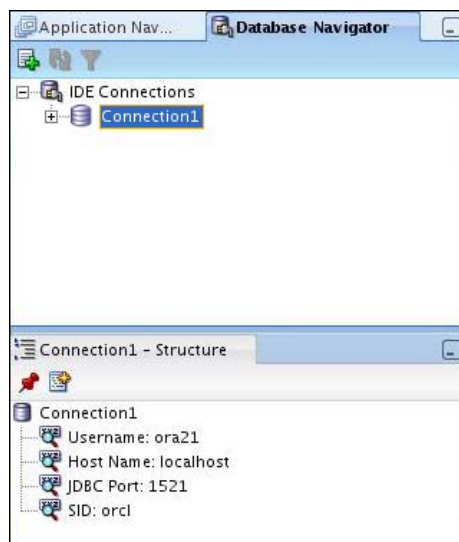 Application Nav...
Database Navigator
IDE Connections
Connection1
Connection1 - Structure
Connection1
Username: ora21
Host Name: localhost
JDBC Port: 1521
SID: orcl